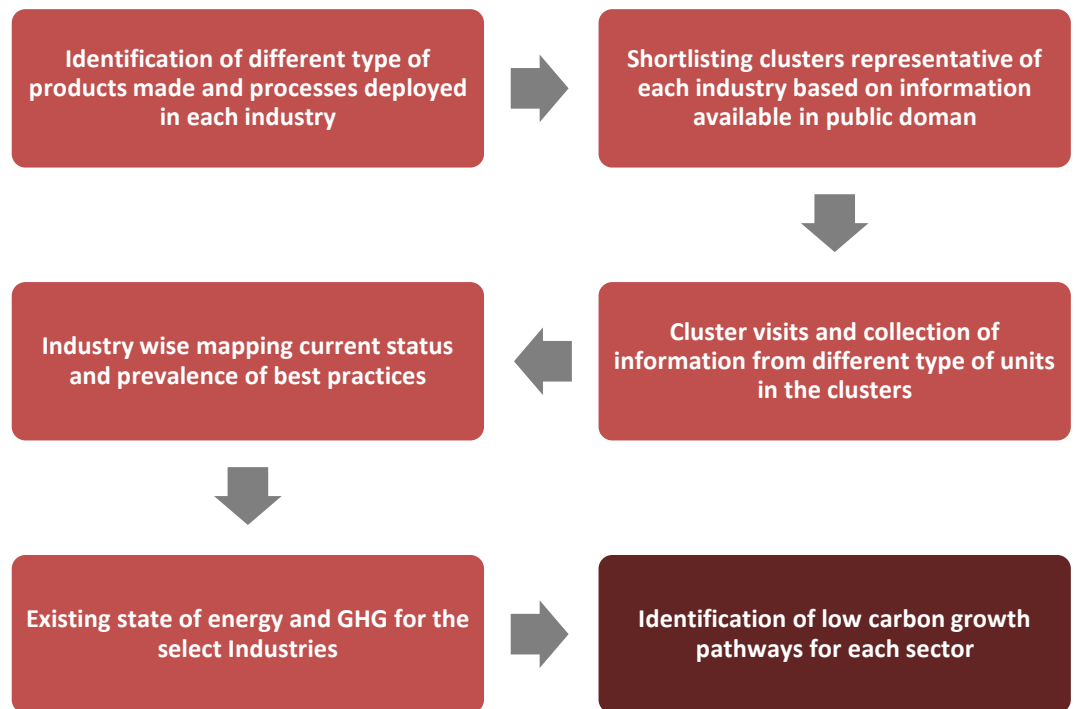 Identification of different type of
products made and processes deployed
in each industry
Shortlisting clusters representative of
each industry based on information
available in public doman
Cluster visits and collection of
information from different type of units
in the clusters
Industry wise mapping current status
and prevalence of best practices
Existing state of energy and GHG for the
select Industries
Identification of low carbon growth
pathways for each sector